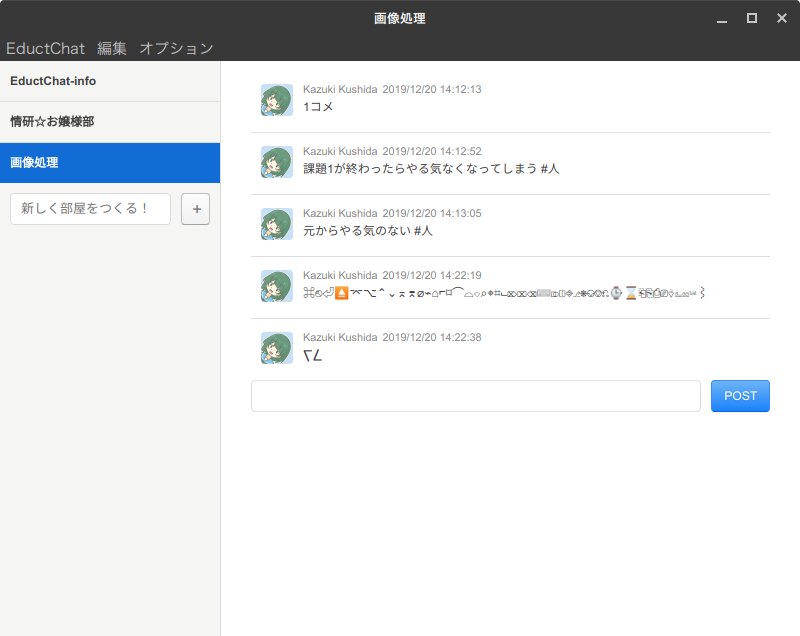 画像処理
EductChat 編集 オプション
EductChat-info
情研☆お嬢様部
画像処理
新しく部屋をつくる！
+
Kazuki Kushida 2019/12/20 14:12:13
1コメ
Kazuki Kushida 2019/12/20 14:12:52
課題1が終わったらやる気なくなってしまう #人
Kazuki Kushida 2019/12/20 14:13:05
元からやる気のない #人
Kazuki Kushida 2019/12/20 14:22:19
Kazuki Kushida 2019/12/20 14:22:38
POST